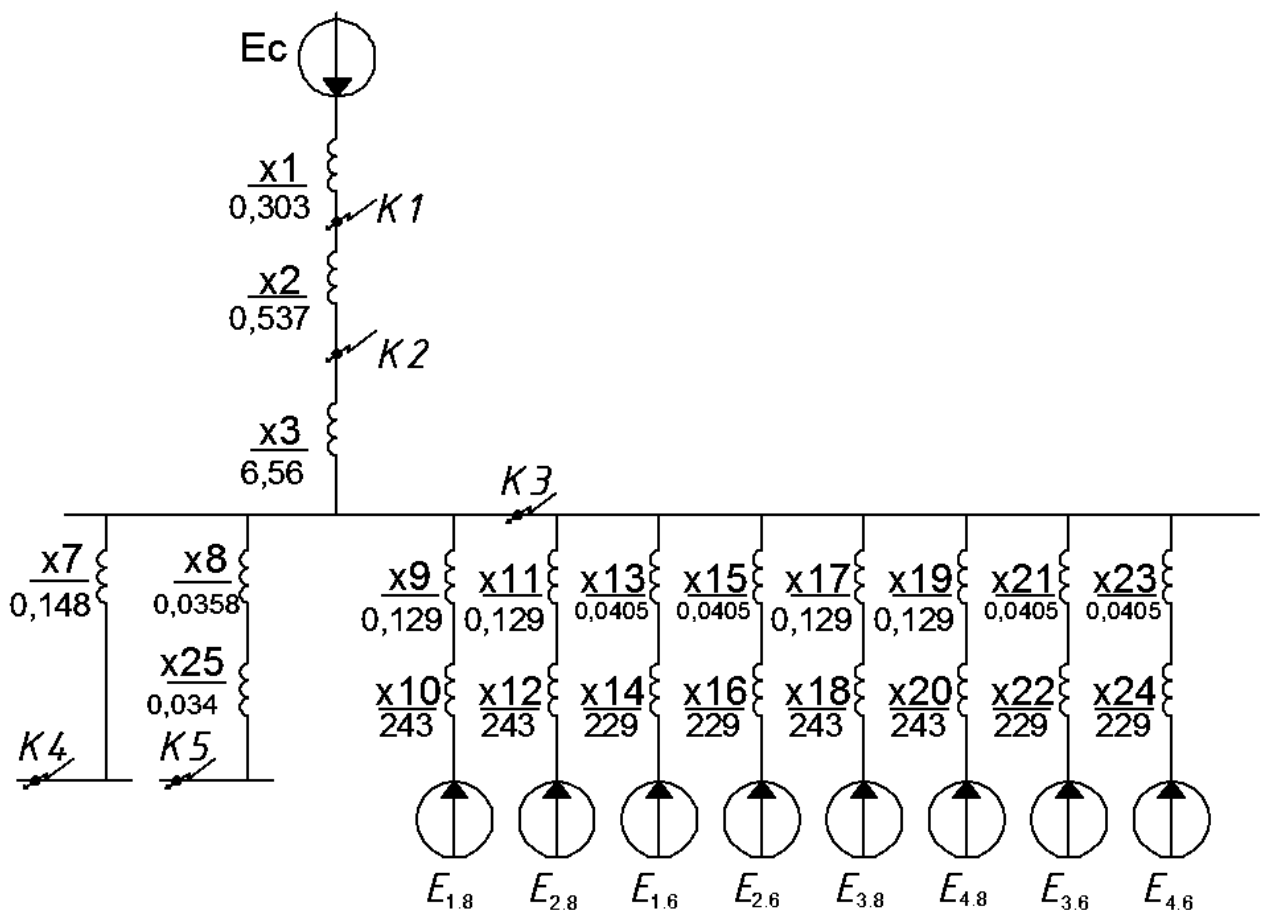 Ec
x1
0,303
K1
x2
0,537
K2
x3
6,56
K3
x7
0,148
x8
0,0358
x9
0,129
x11
0,129
x13
0,0405
x15
0,0405
x17
0,129
x19
0,129
x21
0,0405
x23
0,0405
x25
0,034
x10
243
x12
243
x14
229
x16
229
x18
243
x20
243
x22
229
x24
229
K4
K5
E1.8
E2.8
E1.6
E2.6
E3.8
E4.8
E3.6
E4.6